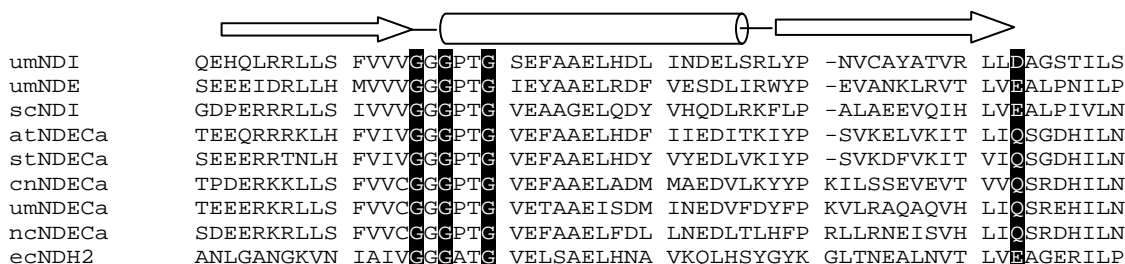 umNDI QEHQLRRLLS FVVVGGGPTG SEFAAELHDL INDELSRLYP -NVCAYATVR LLDAGSTILS
umNDE SEEEIDRLLH MVVVGGGPTG IEYAAELRDF VESDLIRWYP -EVANKLRVT LVEALPNILP
scNDI GDPERRRLLS IVVVGGGPTG VEAAGELQDY VHQDLRKFLP -ALAEEVQIH LVEALPIVLN
atNDECa TEEQRRRKLH FVIVGGGPTG VEFAAELHDF IIEDITKIYP -SVKELVKIT LIQSGDHILN
stNDECa SEEERRTNLH FVIVGGGPTG VEFAAELHDY VYEDLVKIYP -SVKDFVKIT VIQSGDHILN
cnNDECa TPDERKKLLS FVVCGGGPTG VEFAAELADM MAEDVLKYYP KILSSEVEVT VVQSRDHILN
umNDECa TEEERKRLLS FVVCGGGPTG VETAAEISDM INEDVFDYFP KVLRAQAQVH LIQSREHILN
ncNDECa SDEERKRLLS FVVCGGGPTG VEFAAELFDL LNEDLTLHFP RLLRNEISVH LIQSRDHILN
ecNDH2 ANLGANGKVN IAIVGGGATG VELSAELHNA VKQLHSYGYK GLTNEALNVT LVEAGERILP